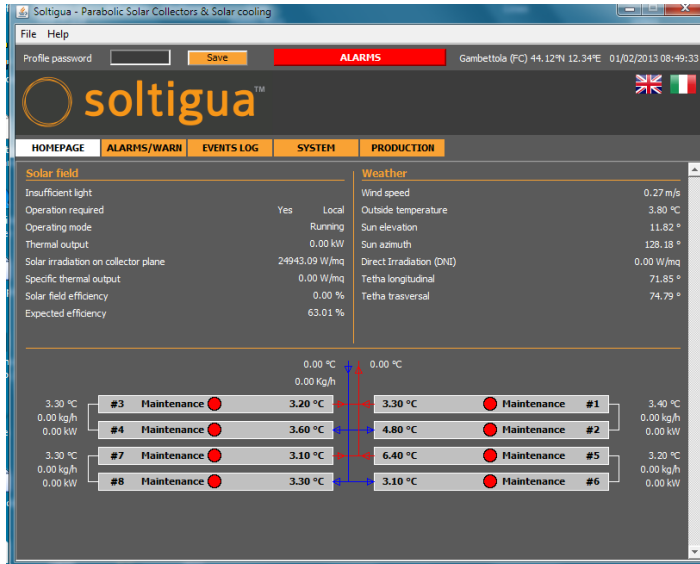 Soltigua - Parabolic Solar Collectors & Solar cooling
File Help
Profile password Save ALARMS Gambettola (FC) 44.12°N 12.34°E 01/02/2013 08:49:33
soltigua™
HOMEPAGE ALARMS/WARN EVENTS LOG SYSTEM PRODUCTION
Solar field
Insufficient light
Operation required Yes Local
Operating mode Running
Thermal output 0.00 kW
Solar irradiation on collector plane 24943.09 W/mq
Specific thermal output 0.00 W/mq
Solar field efficiency 0.00 %
Expected efficiency 63.01 %
Weather
Wind speed 0.27 m/s
Outside temperature 3.80 °C
Sun elevation 11.82 °
Sun azimuth 128.18 °
Direct Irradiation (DNI) 0.00 W/mq
Tetha longitudinal 71.85 °
Tetha trasversal 74.79 °
0.00 °C 0.00 °C
0.00 Kg/h
3.30 °C #3 Maintenance 3.20 °C 3.30 °C Maintenance #1 3.40 °C
0.00 kg/h 0.00 kg/h
0.00 kW #4 Maintenance 3.60 °C 4.80 °C Maintenance #2 0.00 kW
3.30 °C #7 Maintenance 3.10 °C 6.40 °C Maintenance #5 3.20 °C
0.00 kg/h 0.00 kg/h
0.00 kW #8 Maintenance 3.30 °C 3.10 °C Maintenance #6 0.00 kW